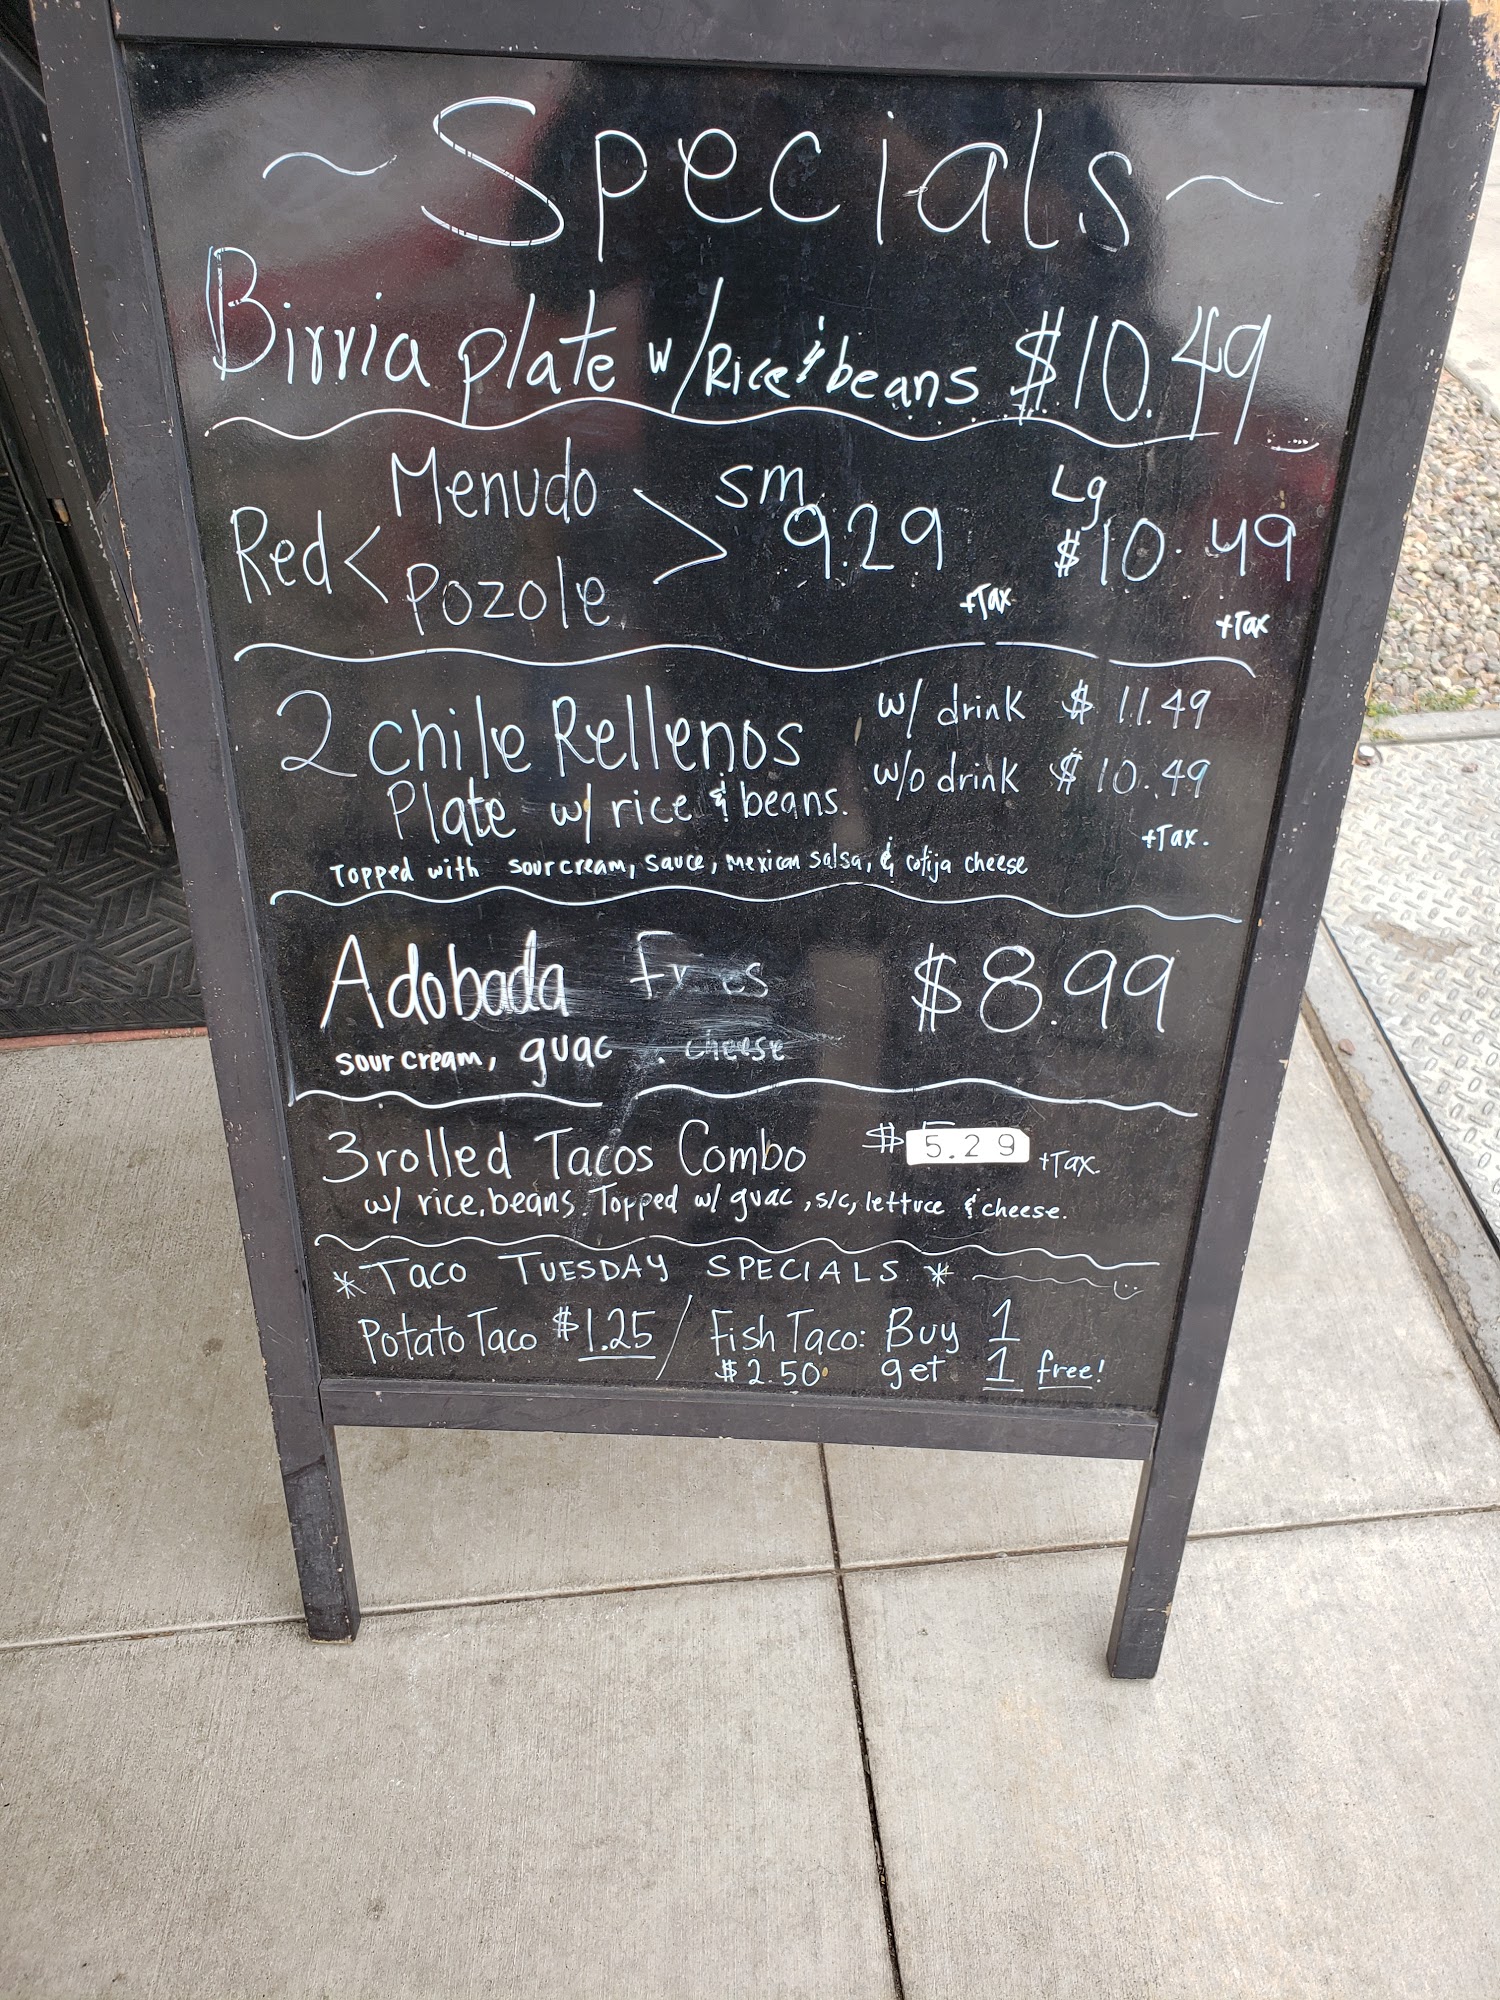 ~Specials~
Birria plate w/Rice & beans $10.49
Menudo sm Lg
Red < > 9.29 $10.49
Pozole +Tax +Tax
2 Chile Rellenos w/ drink $11.49
Plate w/ rice & beans. w/o drink $10.49
+Tax.
Topped with sour cream, sauce, mexican salsa, & cotija cheese
Adobada Fries $8.99
sour cream, guac, cheese
3 rolled Tacos Combo $5.29 +Tax.
w/ rice, beans. Topped w/ guac, s/c, lettuce & cheese.
*TACO TUESDAY SPECIALS*
Potato Taco $1.25 / Fish Taco: Buy 1
$2.50 get 1 free!